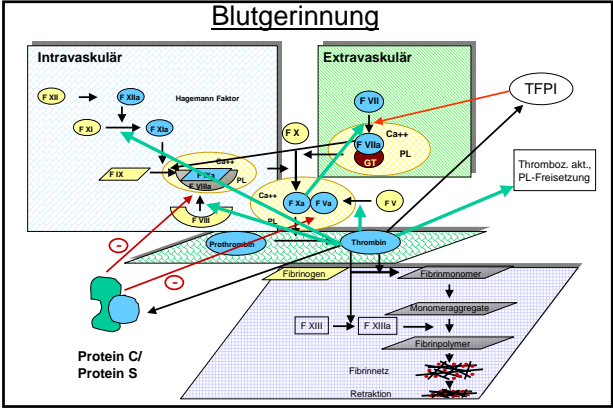 Blutgerinnung
Intravaskulär
Extravaskulär
F XII
F XIIa
Hagemann Faktor
F VII
TFPI
F XI
F XIa
F X
Ca++
F VIIa
PL
GT
Ca++
F IX
F IXa
PL
F VIIIa
Thromboz. akt.,
PL-Freisetzung
Ca++
F Xa
F Va
F V
F VIII
PL
Prothrombin
Thrombin
Fibrinogen
Fibrinmonomer
Monomeraggregate
F XIII
F XIIIa
Fibrinpolymer
Protein C/
Protein S
Fibrinnetz
Retraktion
-
-